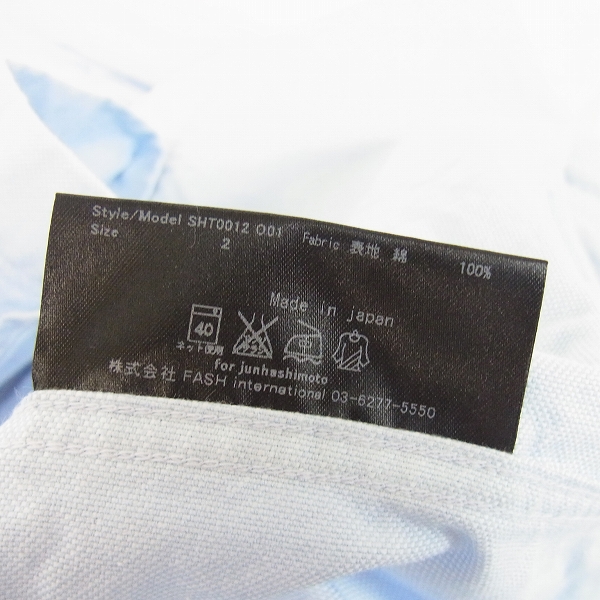 Style/Model SHT0012 001
Size 2 Fabric 表地 綿 100%
Made in japan
40
ネット使用
for junhashimoto
株式会社 FASH international 03-6277-5550